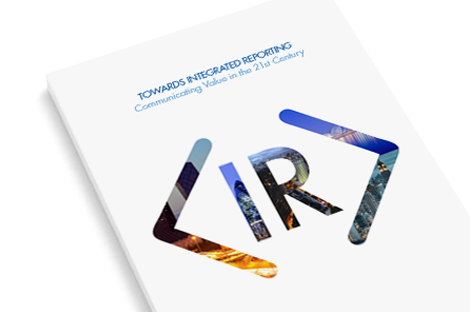 TOWARDS INTEGRATED REPORTING
Communicating Value in the 21st Century
<IR>